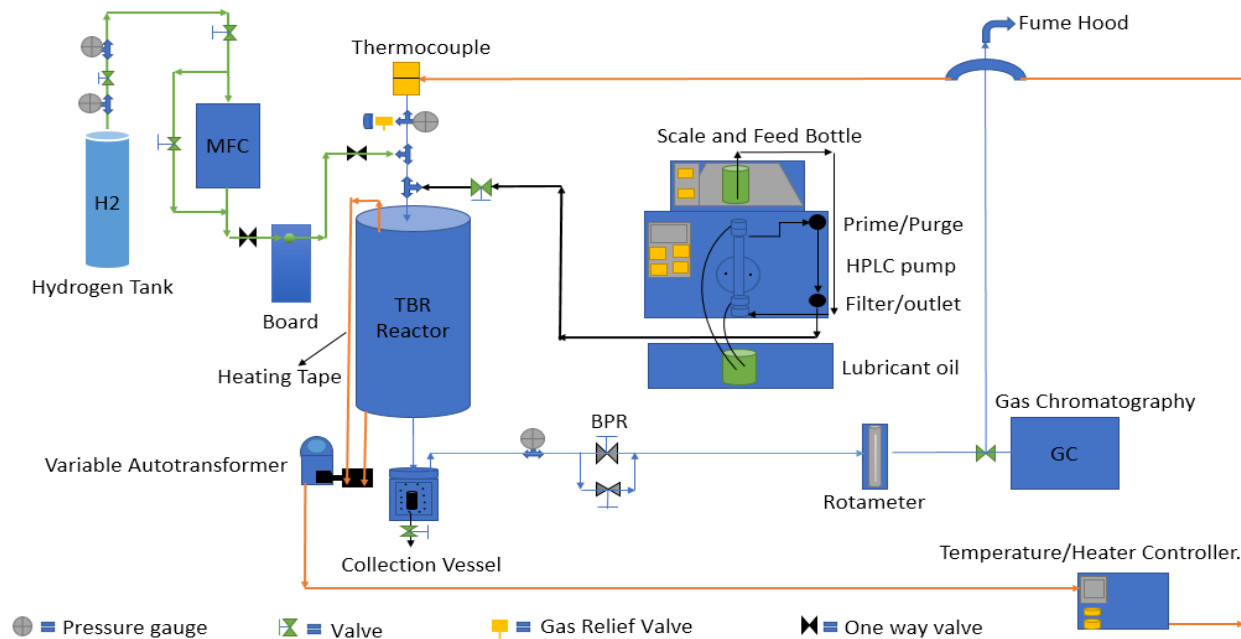 Fume Hood
Thermocouple
Scale and Feed Bottle
MFC
H2
Prime/Purge
Hydrogen Tank
HPLC pump
TBR
Reactor
Filter/outlet
Board
Heating Tape
Lubricant oil
Gas Chromatography
BPR
Variable Autotransformer
GC
Rotameter
Collection Vessel
Temperature/Heater Controller.
= Pressure gauge
= Valve
= Gas Relief Valve
= One way valve